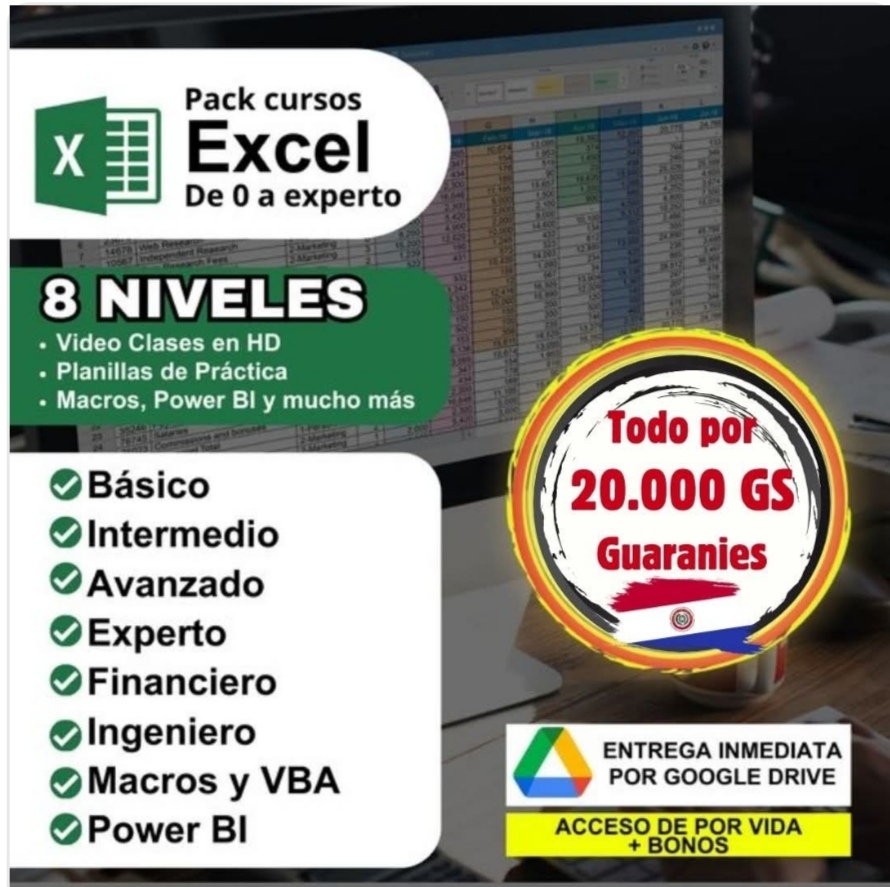 X
Pack cursos
Excel
De 0 a experto
8 NIVELES
• Video Clases en HD
• Planillas de Práctica
• Macros, Power BI y mucho más
Básico
Intermedio
Avanzado
Experto
Financiero
Ingeniero
Macros y VBA
Power BI
Todo por
20.000 GS
Guaranies
ENTREGA INMEDIATA
POR GOOGLE DRIVE
ACCESO DE POR VIDA
+ BONOS